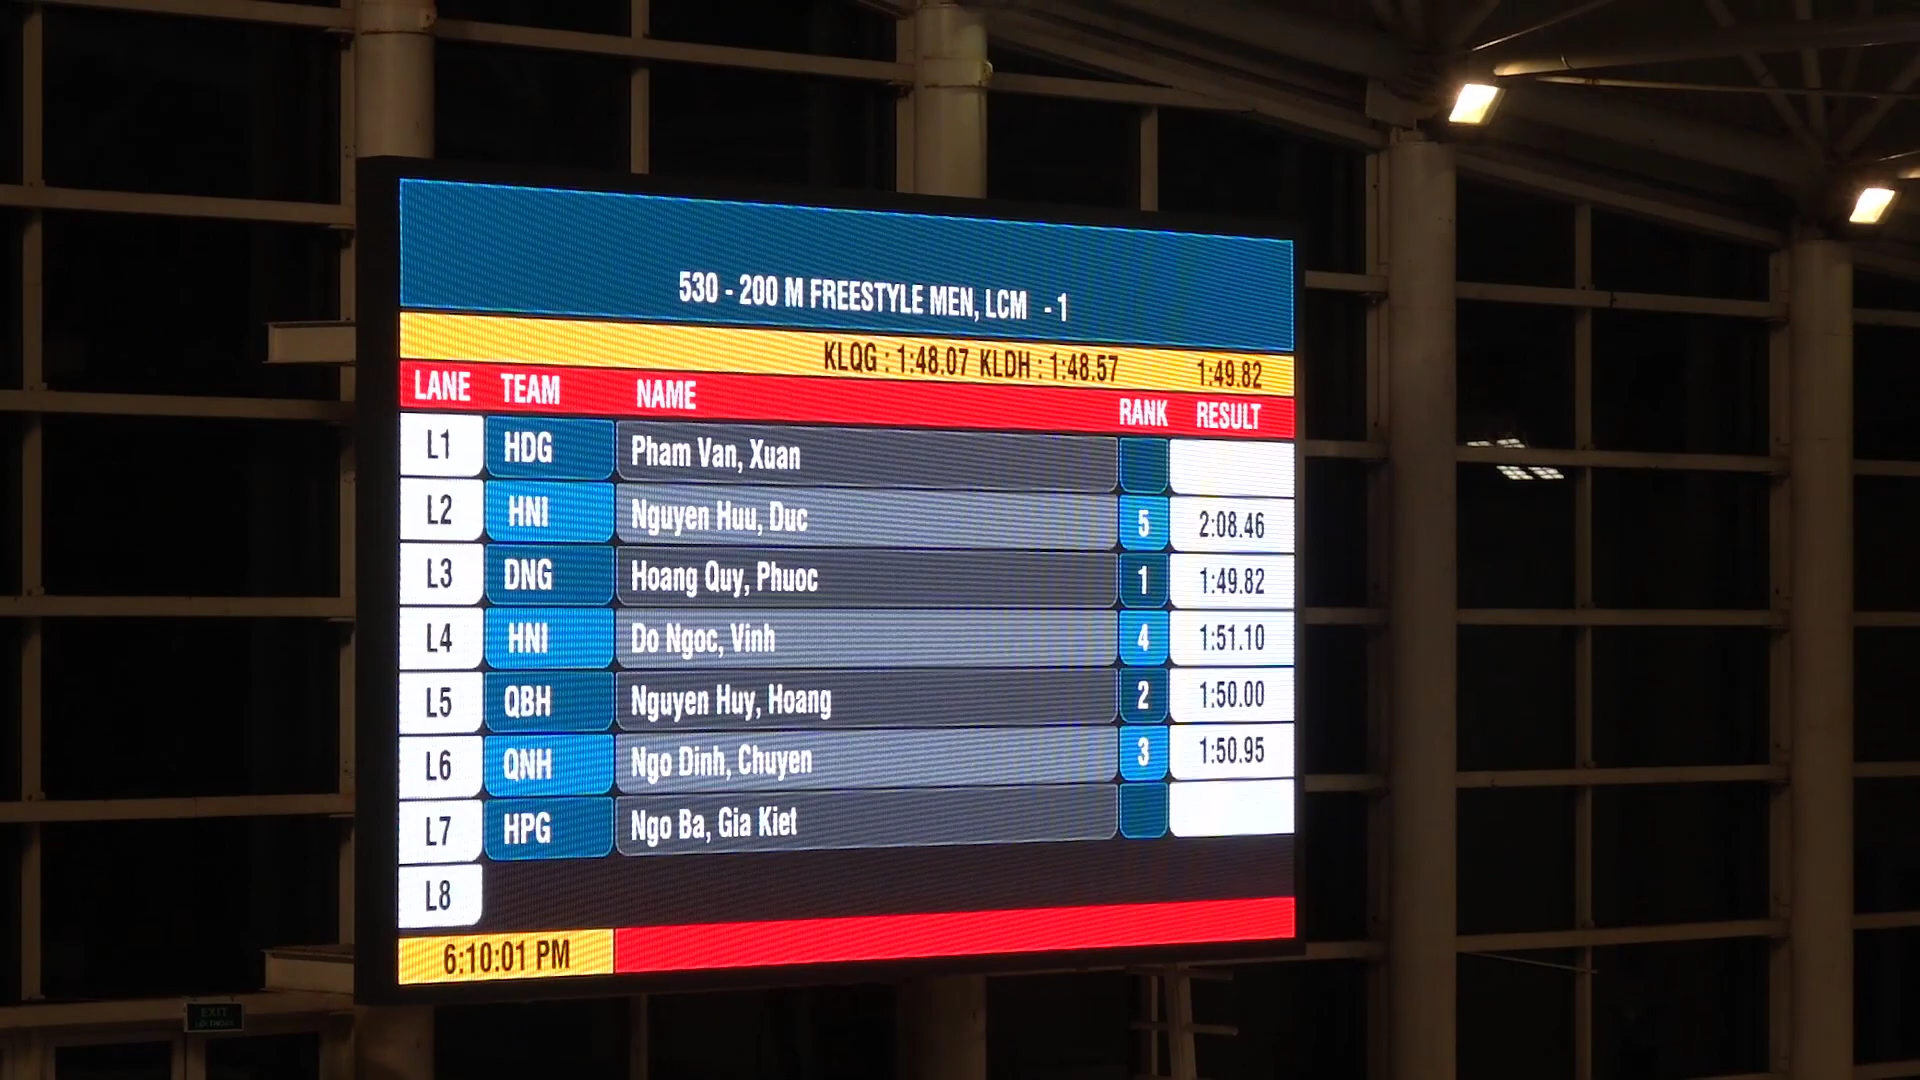 530 - 200 M FREESTYLE MEN, LCM - 1
KLQG : 1:48.07 KLDH : 1:48.57 1:49.82
LANE TEAM NAME RANK RESULT
L1 HDG Pham Van, Xuan
L2 HNI Nguyen Huu, Duc 5 2:08.46
L3 DNG Hoang Quy, Phuoc 1 1:49.82
L4 HNI Do Ngoc, Vinh 4 1:51.10
L5 QBH Nguyen Huy, Hoang 2 1:50.00
L6 QNH Ngo Dinh, Chuyen 3 1:50.95
L7 HPG Ngo Ba, Gia Kiet
L8
6:10:01 PM
EXIT